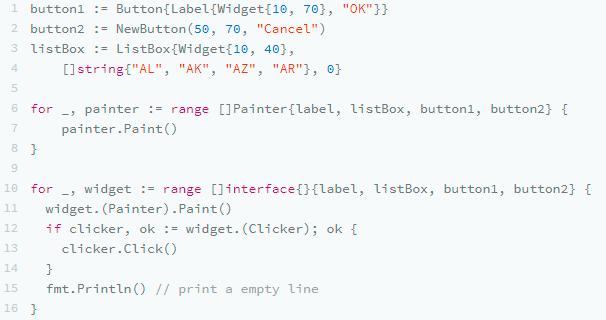 1 button1 := Button{Label{Widget{10, 70}, "OK"}}
2 button2 := NewButton(50, 70, "Cancel")
3 listBox := ListBox{Widget{10, 40},
4     []string{"AL", "AK", "AZ", "AR"}, 0}
5
6 for _, painter := range []Painter{label, listBox, button1, button2} {
7     painter.Paint()
8 }
9
10 for _, widget := range []interface{}{label, listBox, button1, button2} {
11   widget.(Painter).Paint()
12   if clicker, ok := widget.(Clicker); ok {
13     clicker.Click()
14   }
15   fmt.Println() // print a empty line
16 }